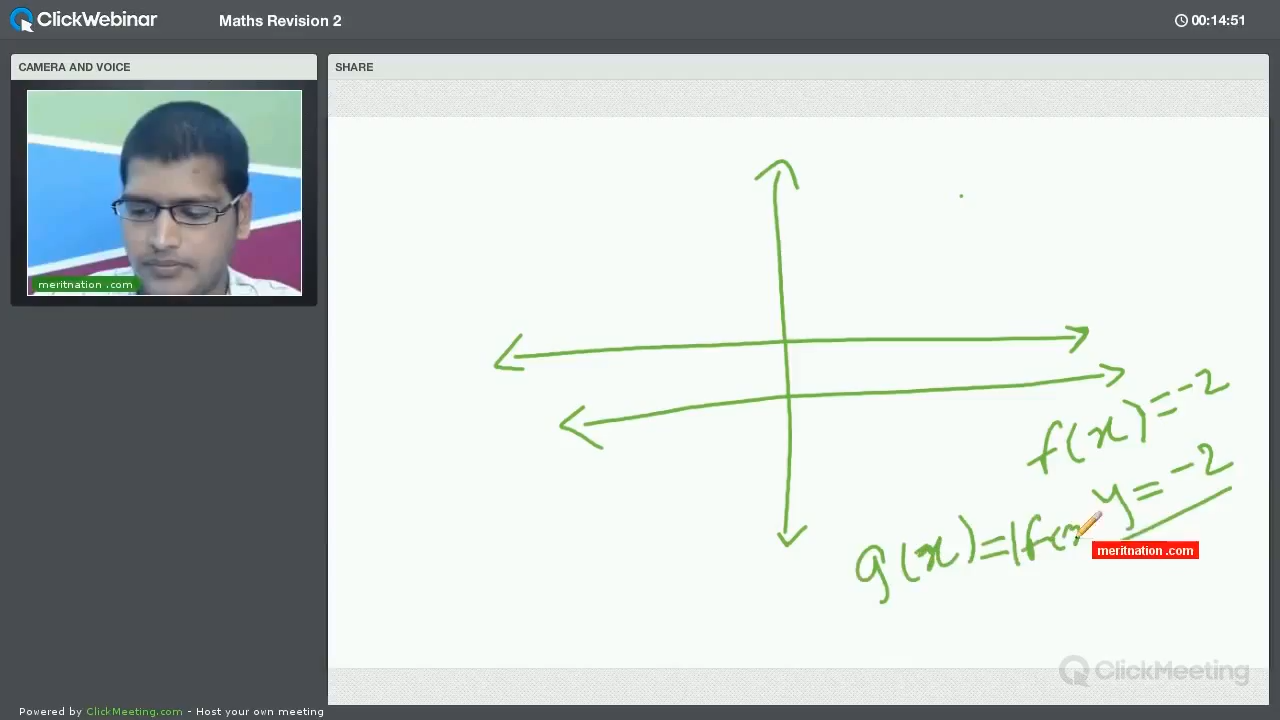 ClickWebinar
Maths Revision 2
00:14:51
CAMERA AND VOICE
SHARE
meritnation .com
f(x)=-2
y=-2
g(x)=|f(x
meritnation .com
ClickMeeting
Powered by ClickMeeting.com - Host your own meeting